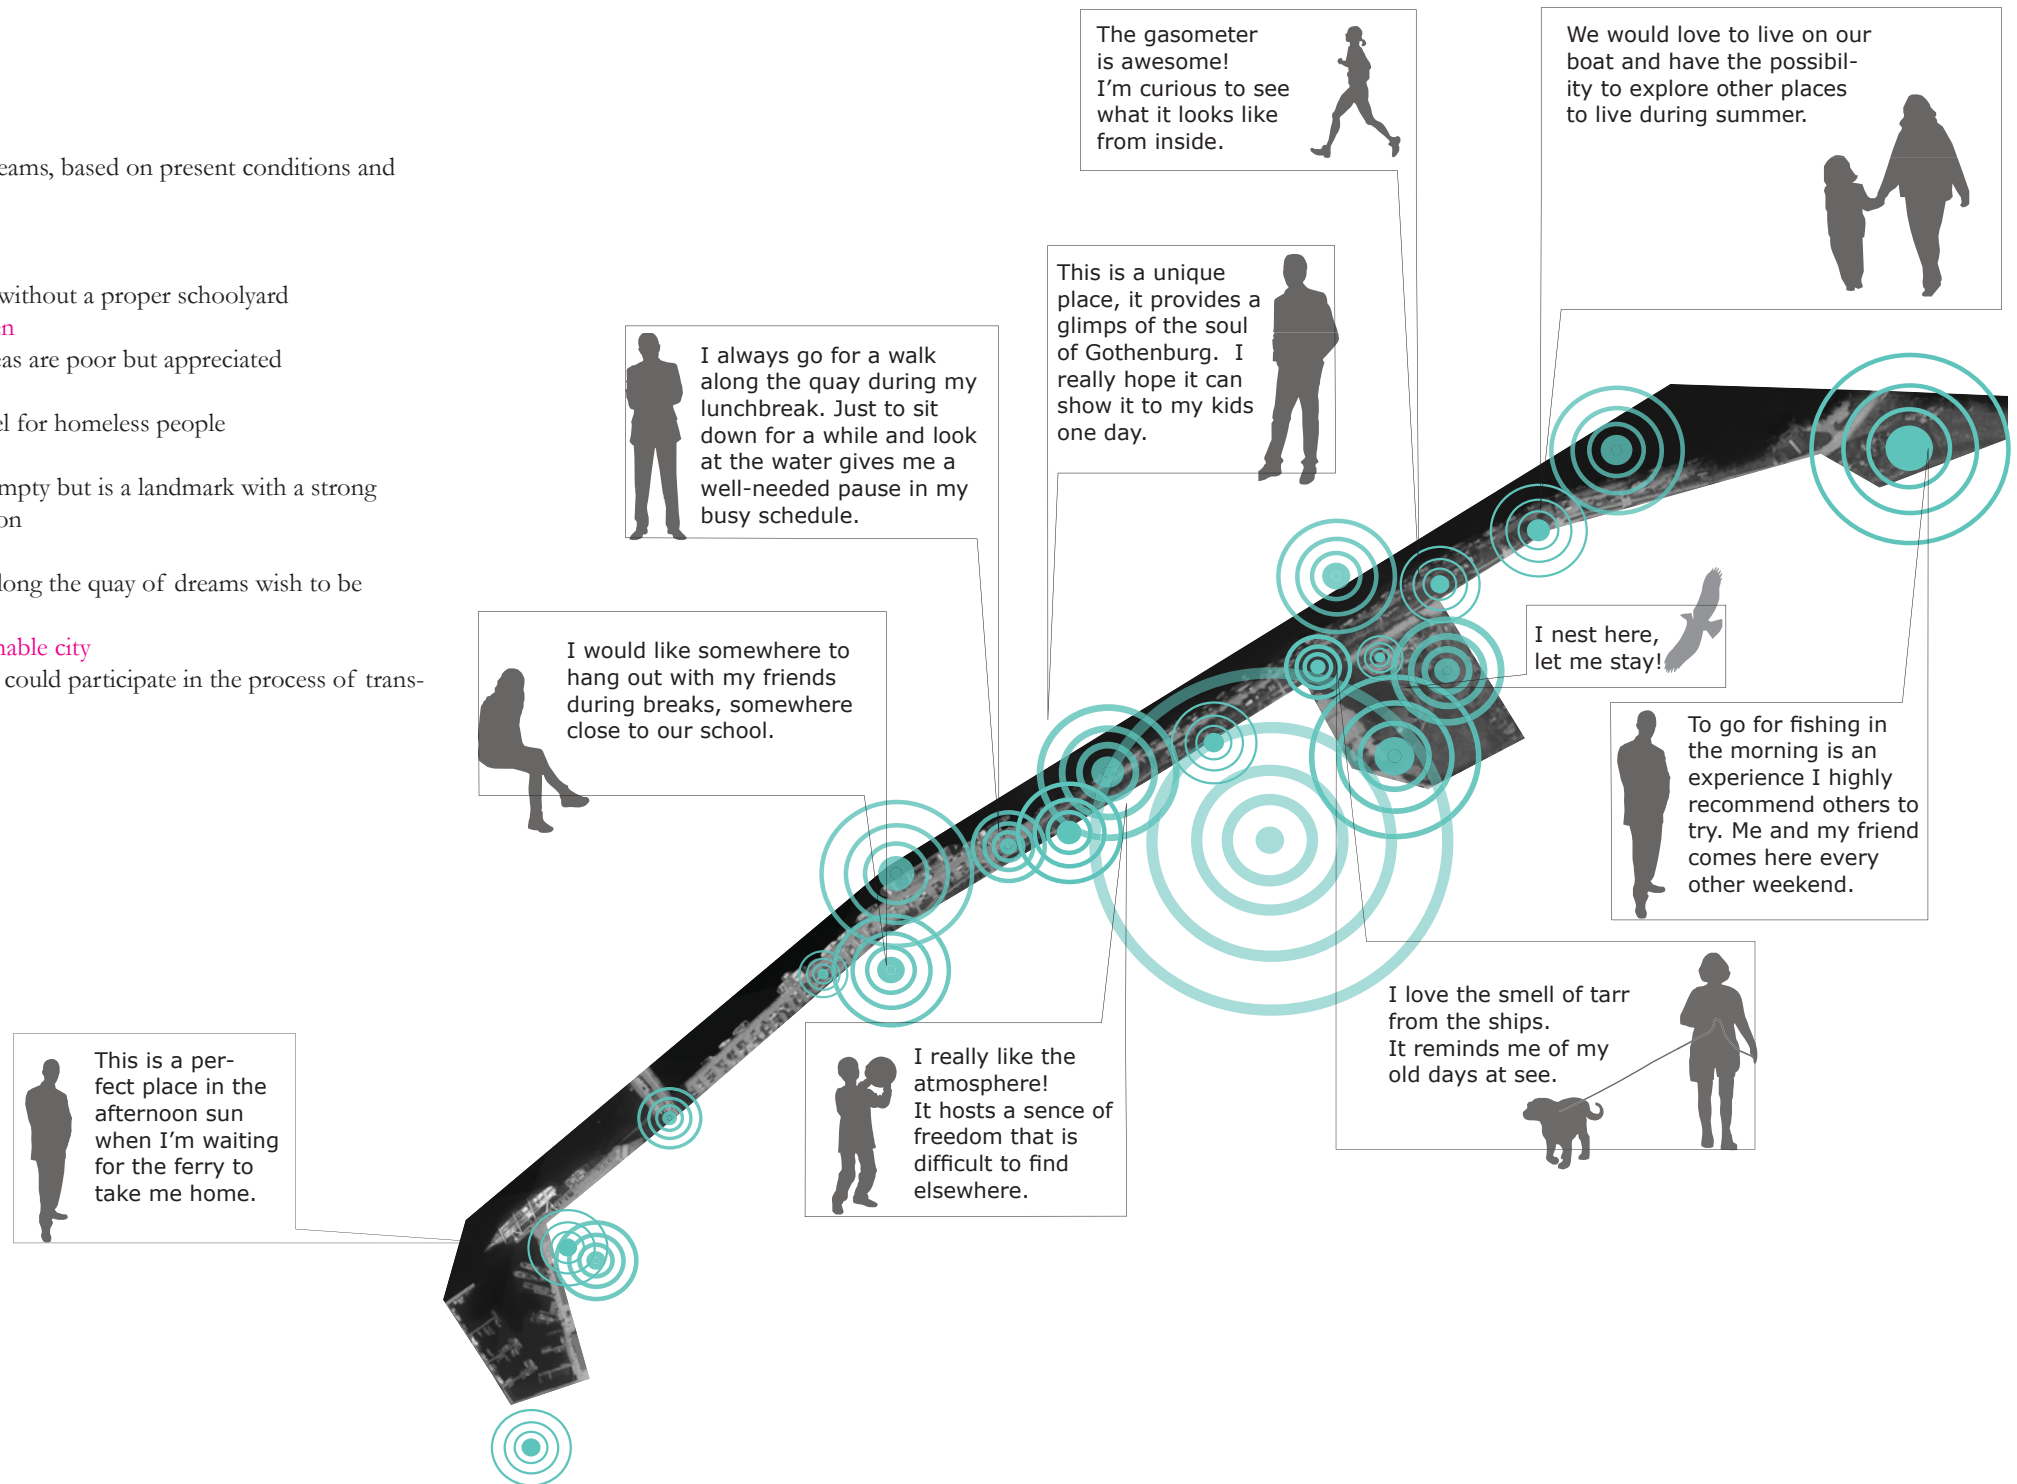 eams, based on present conditions and
without a proper schoolyard
en
eas are poor but appreciated
el for homeless people
mpty but is a landmark with a strong
on
long the quay of dreams wish to be
nable city
could participate in the process of trans-
The gasometer
is awesome!
I'm curious to see
what it looks like
from inside.
We would love to live on our
boat and have the possibil-
ity to explore other places
to live during summer.
This is a unique
place, it provides a
glimps of the soul
of Gothenburg. I
really hope it can
show it to my kids
one day.
I always go for a walk
along the quay during my
lunchbreak. Just to sit
down for a while and look
at the water gives me a
well-needed pause in my
busy schedule.
I would like somewhere to
hang out with my friends
during breaks, somewhere
close to our school.
I nest here,
let me stay!
To go for fishing in
the morning is an
experience I highly
recommend others to
try. Me and my friend
comes here every
other weekend.
I love the smell of tarr
from the ships.
It reminds me of my
old days at see.
I really like the
atmosphere!
It hosts a sence of
freedom that is
difficult to find
elsewhere.
This is a per-
fect place in the
afternoon sun
when I'm waiting
for the ferry to
take me home.